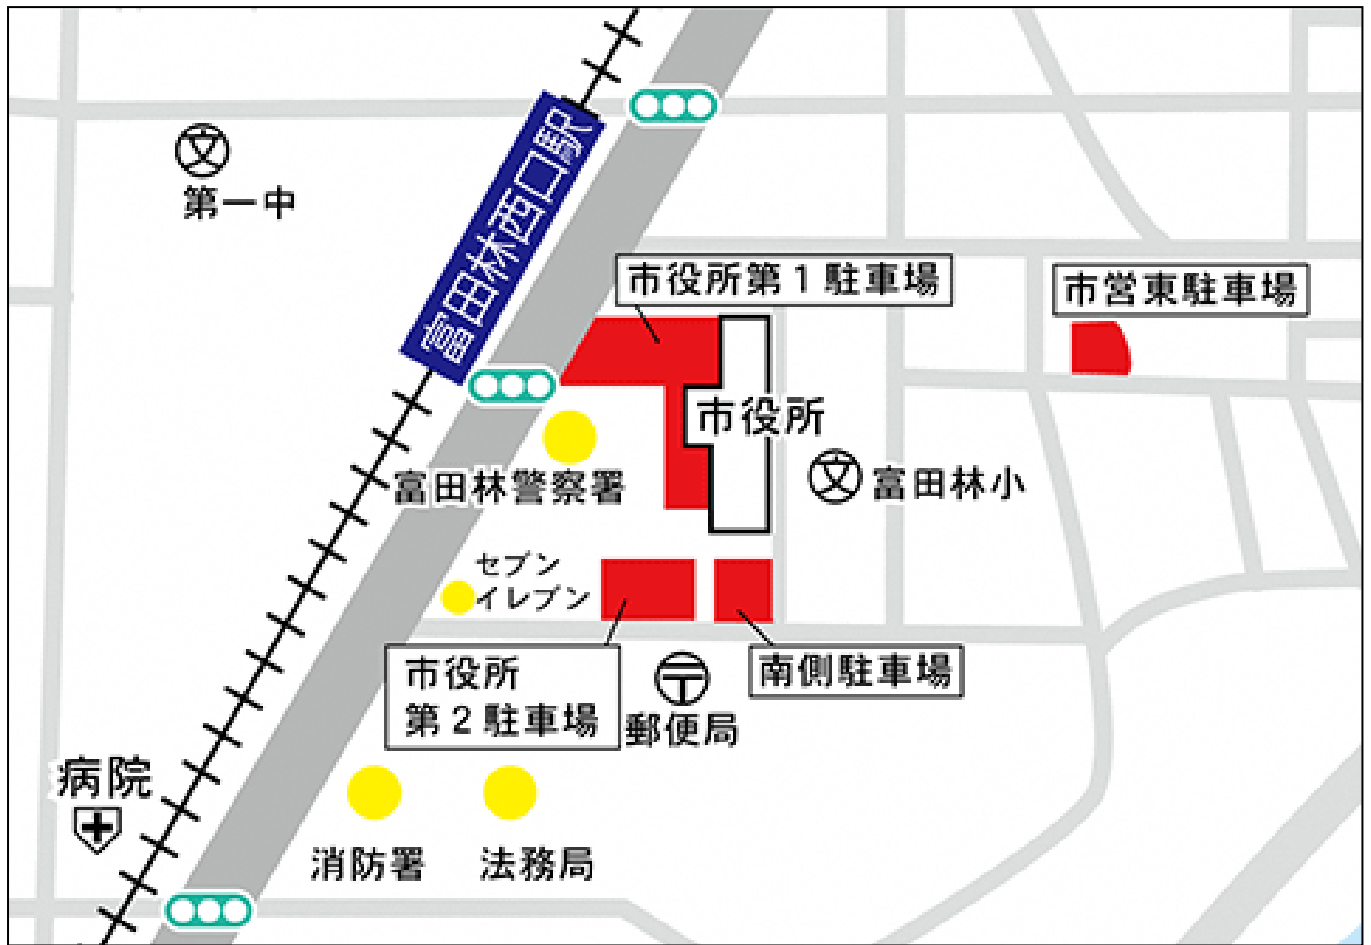 富田林西口駅
第一中
市役所第1駐車場
市営東駐車場
市役所
富田林警察署
富田林小
セブン
イレブン
市役所
第2駐車場
南側駐車場
郵便局
病院
消防署
法務局